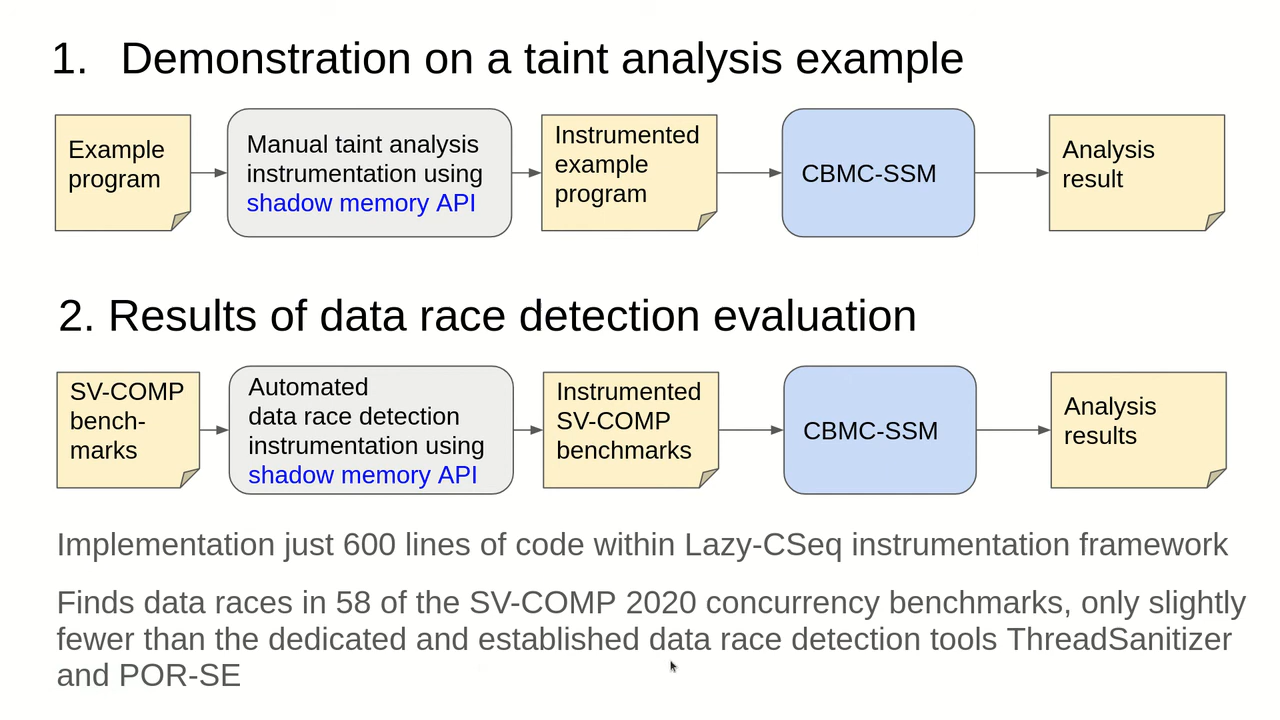 1. Demonstration on a taint analysis example
Example
program
Manual taint analysis
instrumentation using
shadow memory API
Instrumented
example
program
CBMC-SSM
Analysis
result
2. Results of data race detection evaluation
SV-COMP
bench-
marks
Automated
data race detection
instrumentation using
shadow memory API
Instrumented
SV-COMP
benchmarks
CBMC-SSM
Analysis
results
Implementation just 600 lines of code within Lazy-CSeq instrumentation framework
Finds data races in 58 of the SV-COMP 2020 concurrency benchmarks, only slightly
fewer than the dedicated and established data race detection tools ThreadSanitizer
and POR-SE